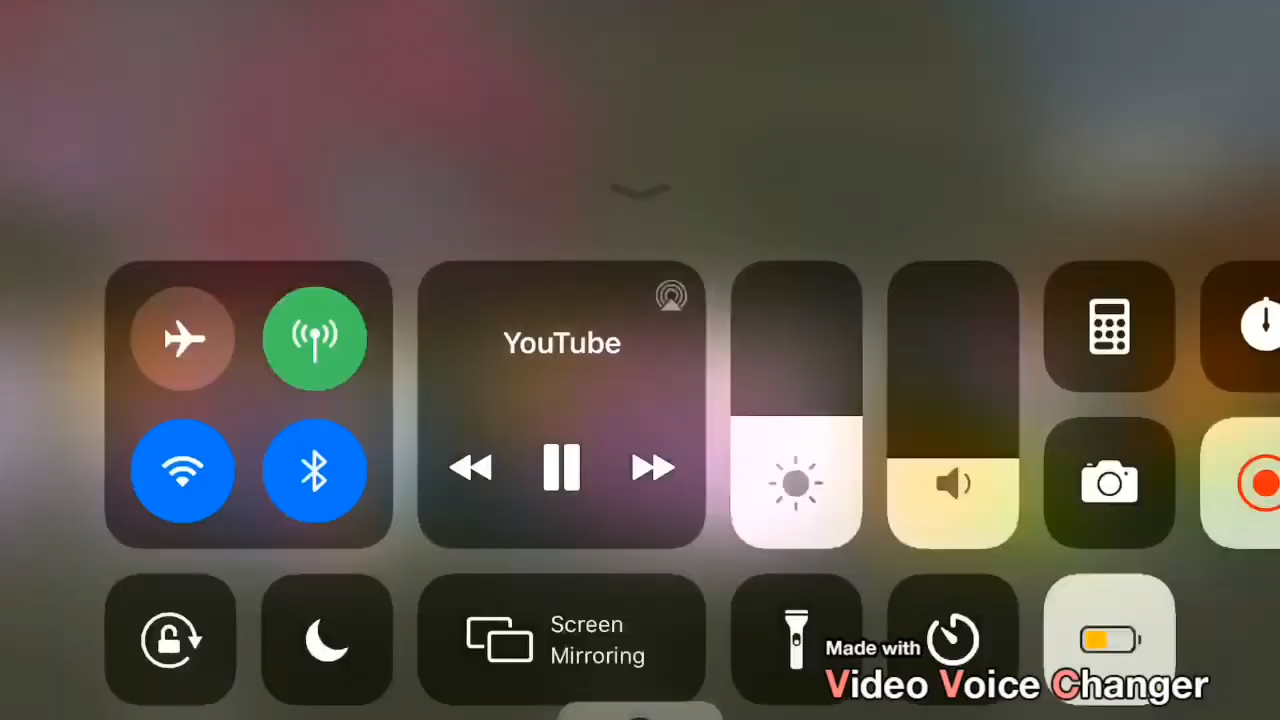 YouTube
Screen
Mirroring
Made with
Video Voice Changer